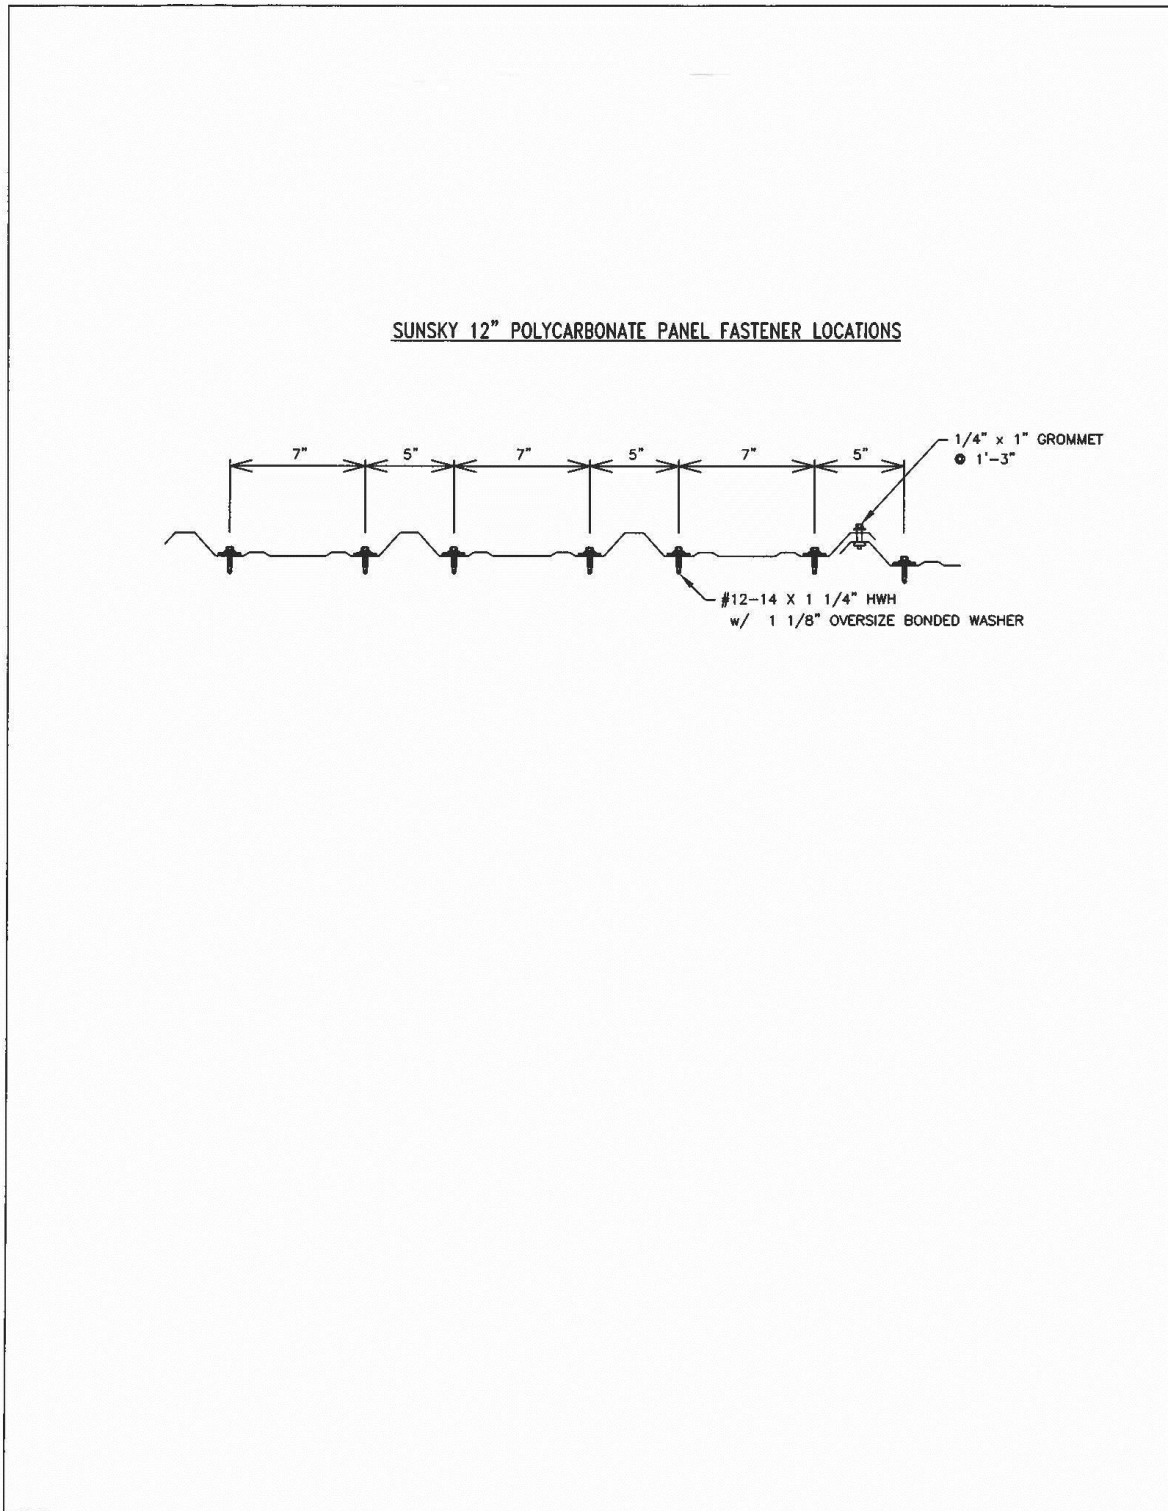 SUNSKY 12" POLYCARBONATE PANEL FASTENER LOCATIONS
7" 5" 7" 5" 7" 5"
1/4" x 1" GROMMET
@ 1'-3"
#12-14 X 1 1/4" HWH
w/ 1 1/8" OVERSIZE BONDED WASHER